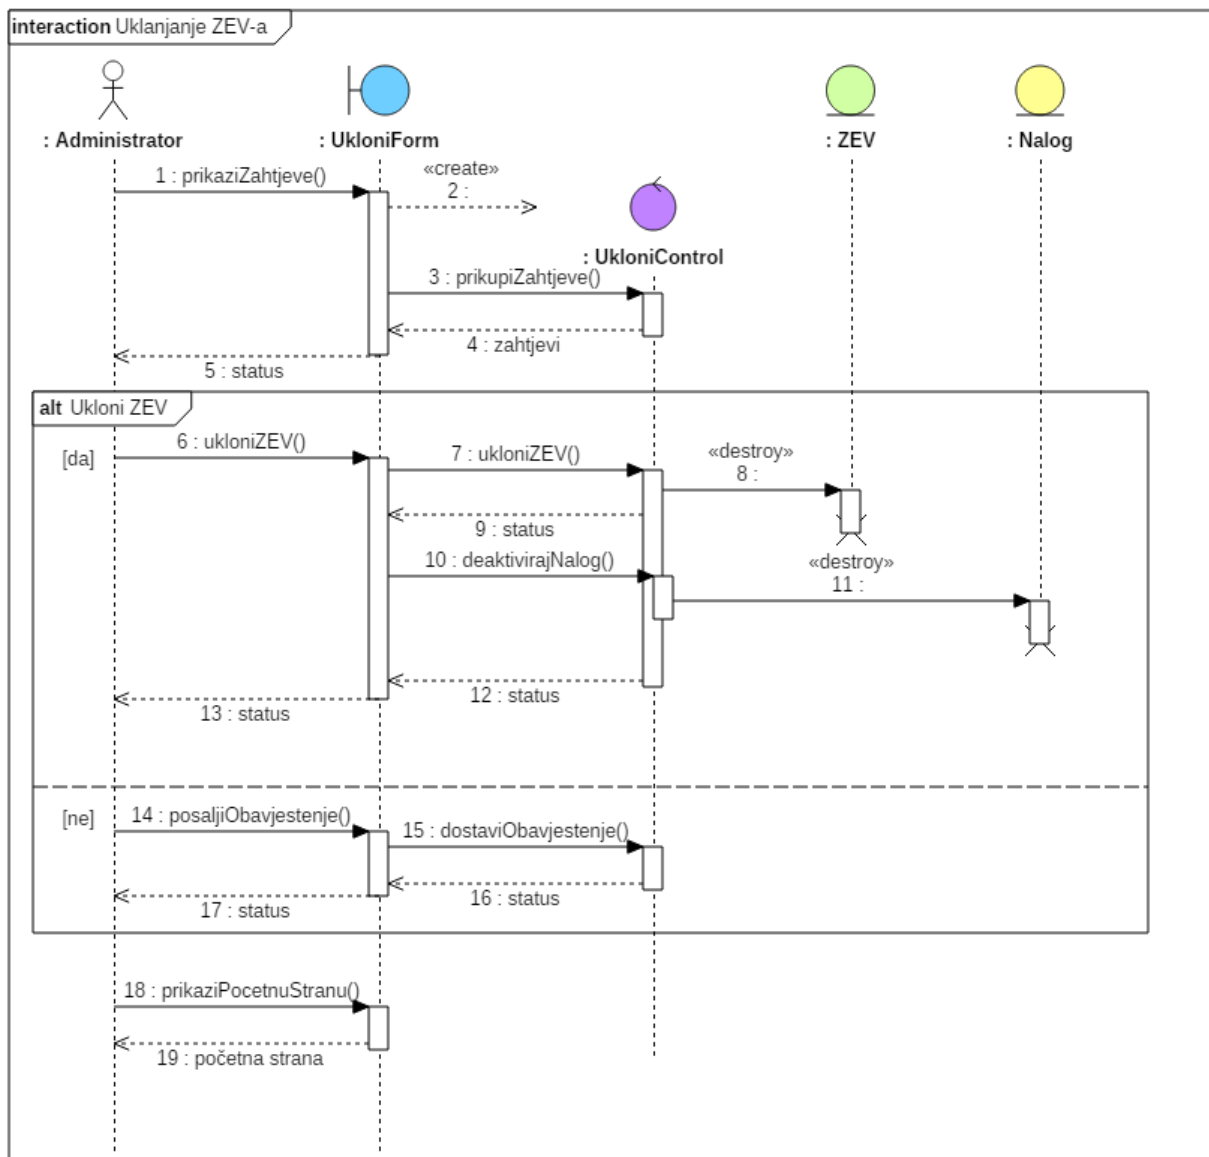 interaction Uklanjanje ZEV-a
: Administrator
: UkloniForm
: ZEV
: Nalog
1 : prikaziZahtjeve()
«create»
2 :
: UkloniControl
3 : prikupiZahtjeve()
4 : zahtjevi
5 : status
alt Ukloni ZEV
[da]
6 : ukloniZEV()
7 : ukloniZEV()
«destroy»
8 :
9 : status
10 : deaktivirajNalog()
«destroy»
11 :
12 : status
13 : status
[ne]
14 : posaljiObavjestenje()
15 : dostaviObavjestenje()
16 : status
17 : status
18 : prikaziPocetnuStranu()
19 : početna strana